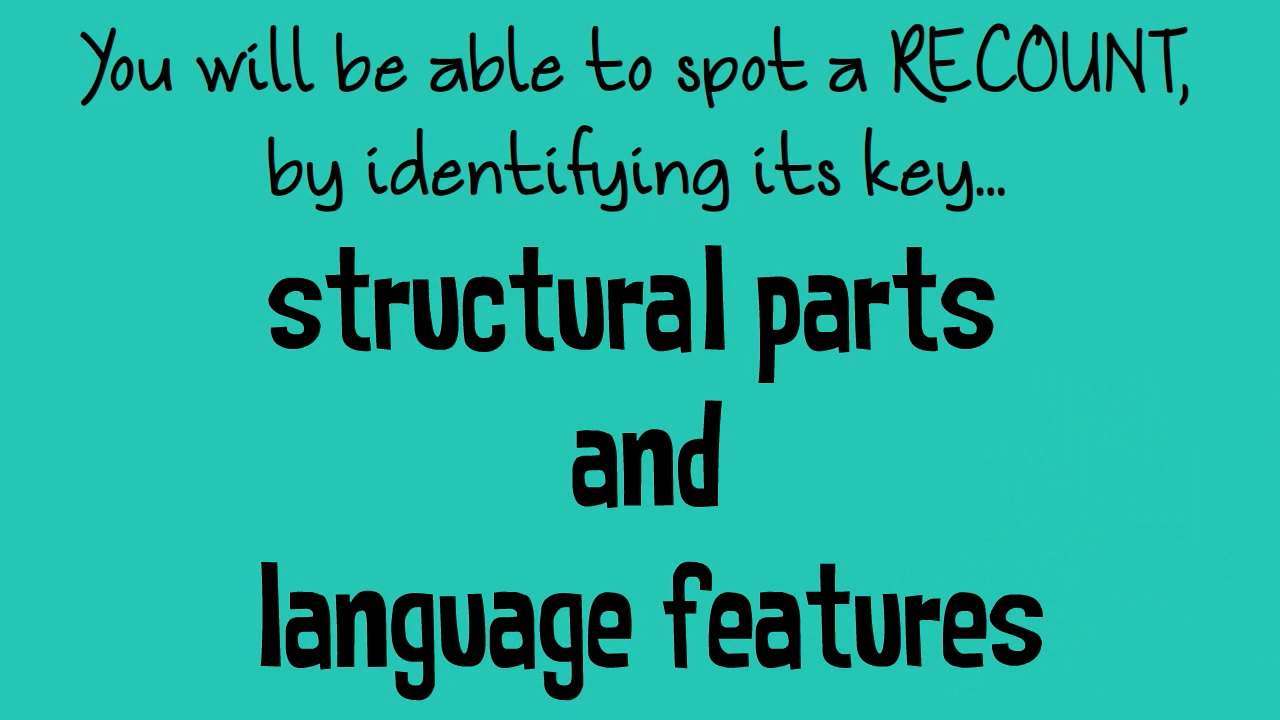 You will be able to spot a RECOUNT,
by identifying its key...
structural parts
and
language features